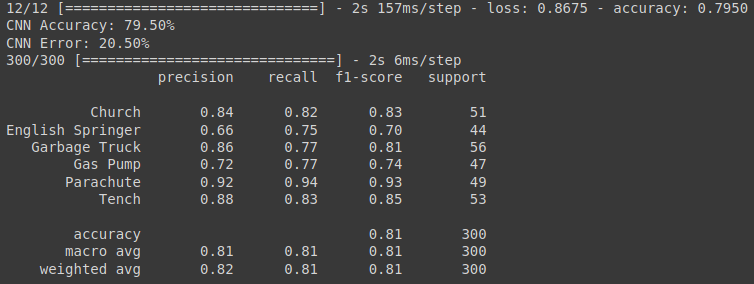 12/12 [==============================] - 2s 157ms/step - loss: 0.8675 - accuracy: 0.7950
CNN Accuracy: 79.50%
CNN Error: 20.50%
300/300 [==============================] - 2s 6ms/step
precision recall f1-score support
Church 0.84 0.82 0.83 51
English Springer 0.66 0.75 0.70 44
Garbage Truck 0.86 0.77 0.81 56
Gas Pump 0.72 0.77 0.74 47
Parachute 0.92 0.94 0.93 49
Tench 0.88 0.83 0.85 53
accuracy 0.81 300
macro avg 0.81 0.81 0.81 300
weighted avg 0.82 0.81 0.81 300